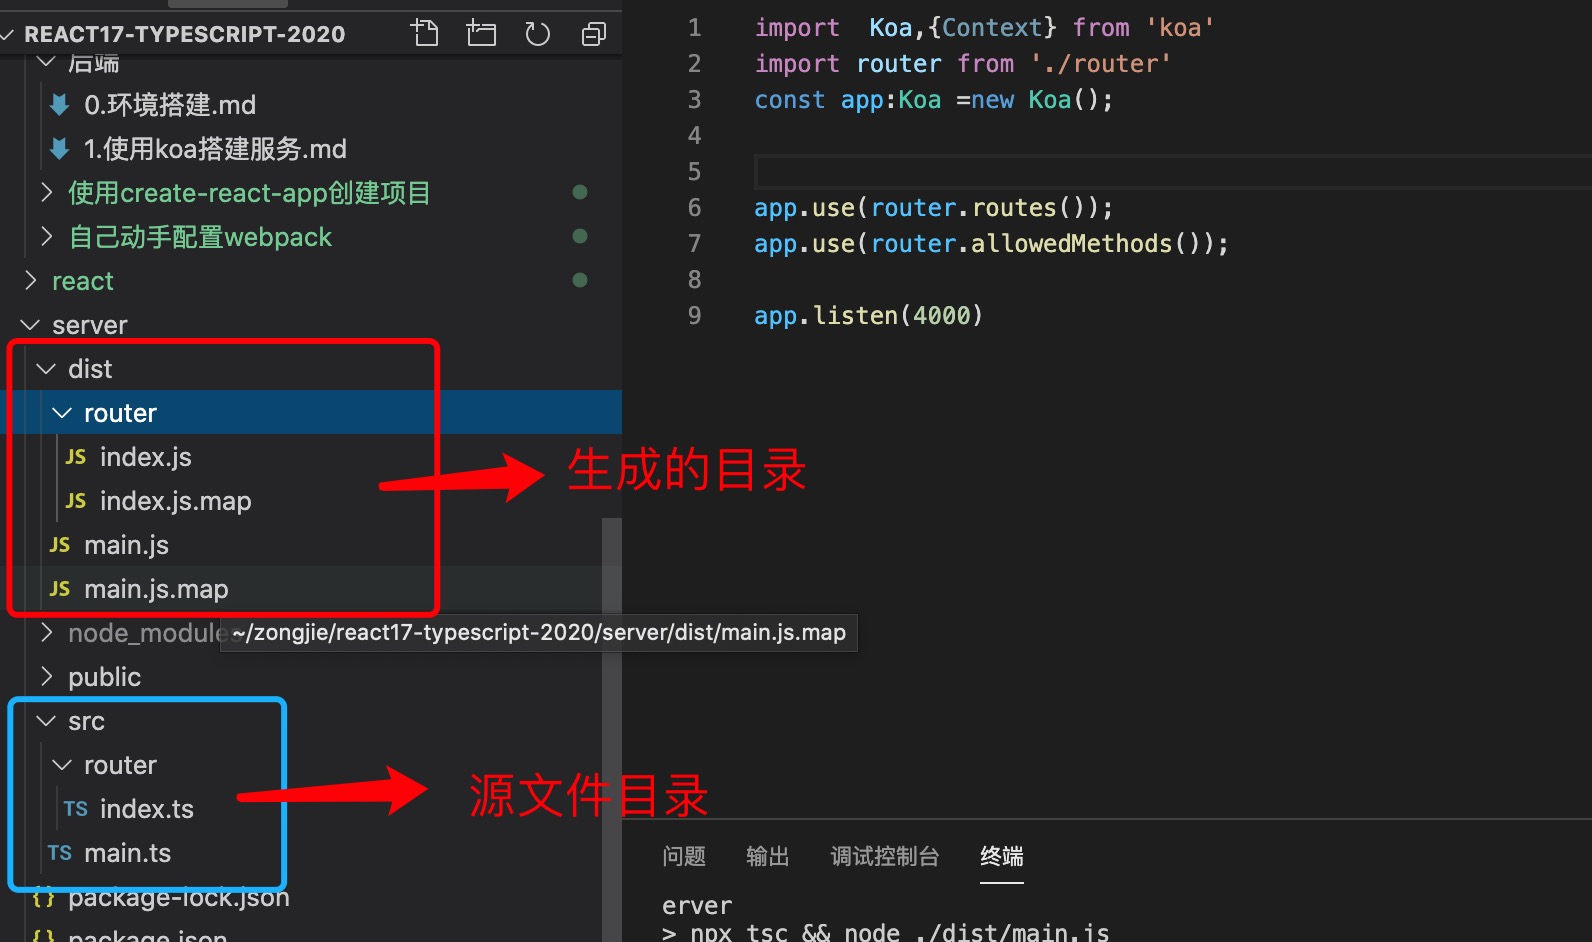 REACT17-TYPESCRIPT-2020
后端
0.环境搭建.md
1.使用koa搭建服务.md
使用create-react-app创建项目
自己动手配置webpack
react
server
dist
router
JS index.js
JS index.js.map
JS main.js
JS main.js.map
node_modules
~/zongjie/react17-typescript-2020/server/dist/main.js.map
public
src
router
TS index.ts
TS main.ts
{} package-lock.json
{} package.json
生成的目录
源文件目录
1 import  Koa,{Context} from 'koa'
2 import router from './router'
3 const app:Koa =new Koa();
4
5
6 app.use(router.routes());
7 app.use(router.allowedMethods());
8
9 app.listen(4000)
问题 输出 调试控制台 终端
erver
> npx tsc && node ./dist/main.js